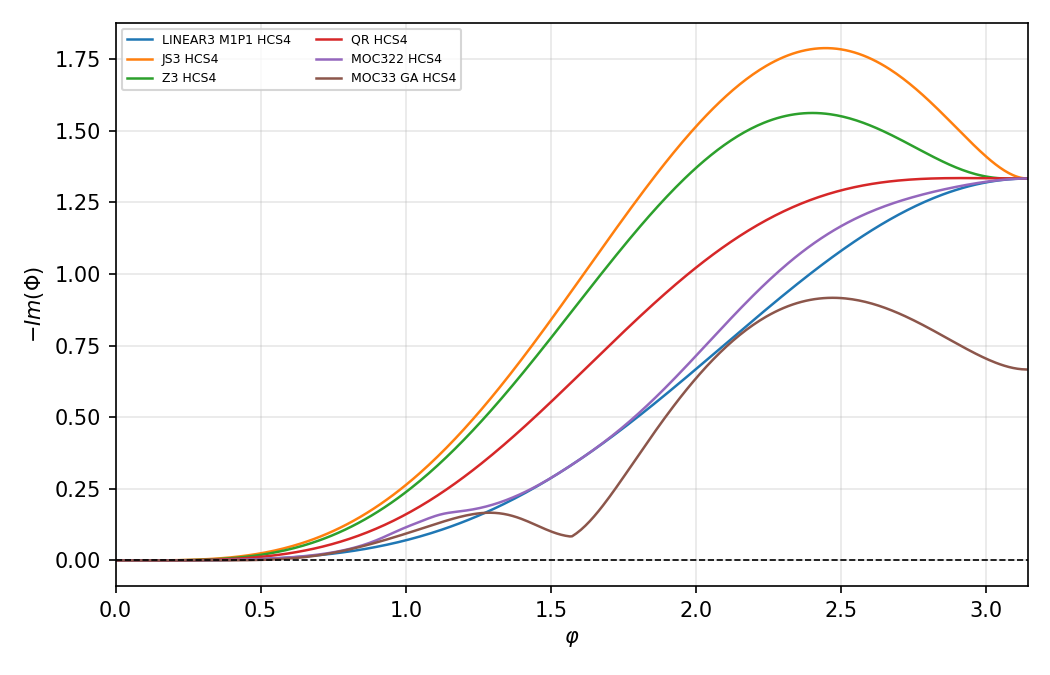 LINEAR3 M1P1 HCS4
JS3 HCS4
Z3 HCS4
QR HCS4
MOC322 HCS4
MOC33 GA HCS4
−Im(Φ)
1.75
1.50
1.25
1.00
0.75
0.50
0.25
0.00
0.0 0.5 1.0 1.5 2.0 2.5 3.0
φ